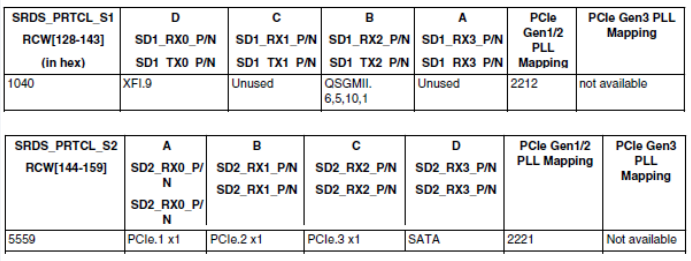 SRDS_PRTCL_S1 D C B A PCIe PCIe Gen3 PLL
RCW[128-143] SD1_RX0_P/N SD1_RX1_P/N SD1_RX2_P/N SD1_RX3_P/N Gen1/2 Mapping
(in hex) SD1_TX0_P/N SD1_TX1_P/N SD1_TX2_P/N SD1_RX3_P/N PLL
Mapping
1040 XFI.9 Unused QSGMII. Unused 2212 not available
6,5,10,1
SRDS_PRTCL_S2 A B C D PCIe Gen1/2 PCIe Gen3
RCW[144-159] SD2_RX0_P/ SD2_RX1_P/N SD2_RX2_P/N SD2_RX3_P/N PLL Mapping PLL
N SD2_RX1_P/N SD2_RX2_P/N SD2_RX3_P/N Mapping
SD2_RX0_P/
N
5559 PCIe.1 x1 PCIe.2 x1 PCIe.3 x1 SATA 2221 Not available